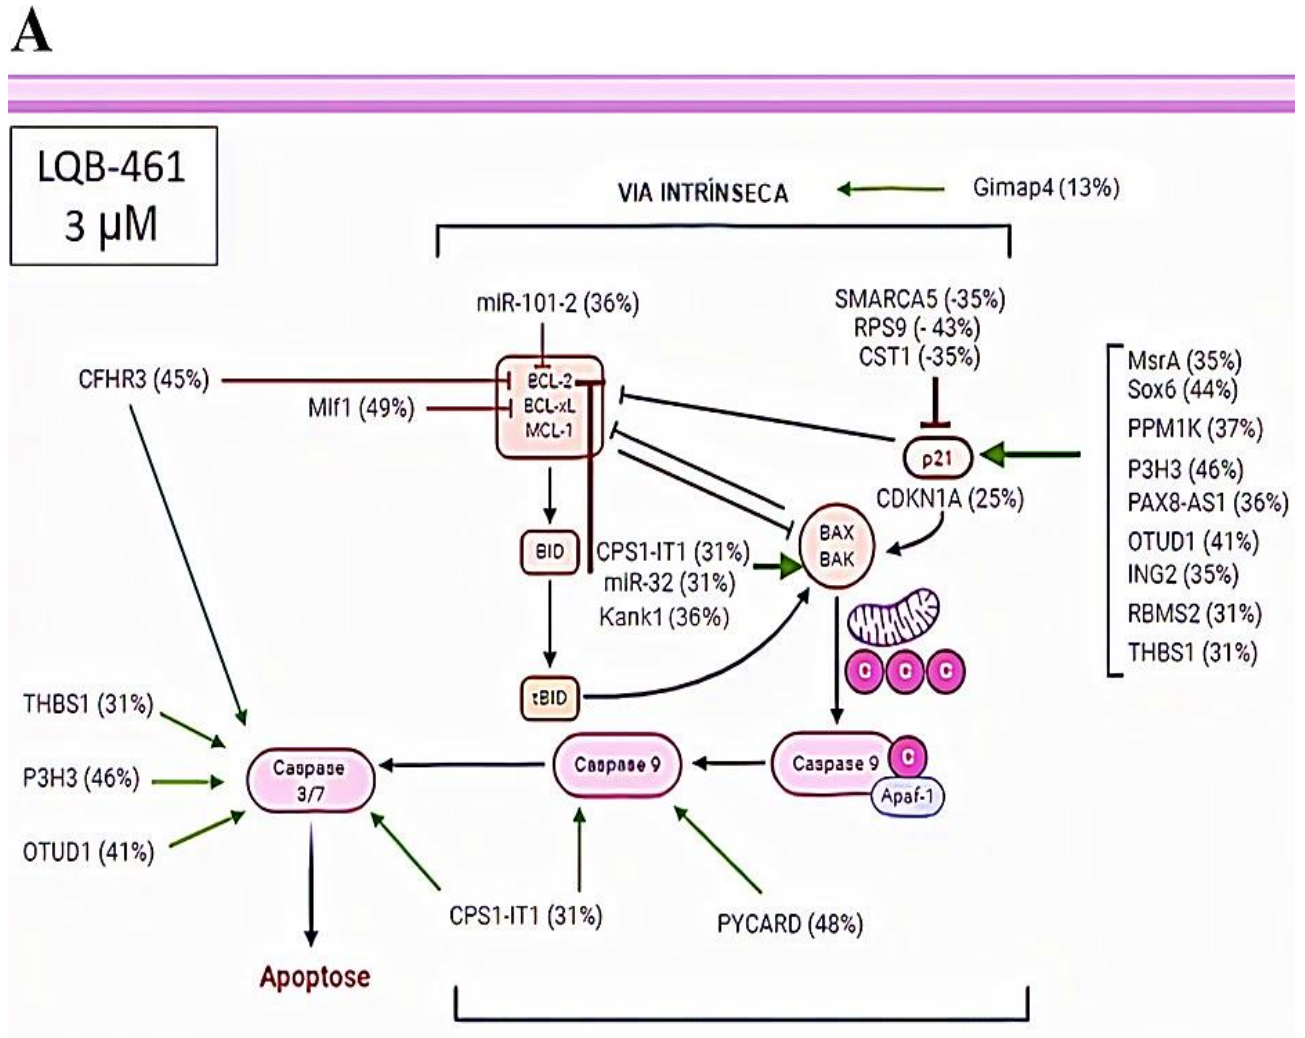 A
LQB-461
3 µM
VIA INTRÍNSECA
Gimap4 (13%)
mIR-101-2 (36%)
SMARCA5 (-35%)
RPS9 (- 43%)
CST1 (-35%)
CFHR3 (45%)
Mlf1 (49%)
BCL-2
BCL-xL
MCL-1
p21
CDKN1A (25%)
MsrA (35%)
Sox6 (44%)
PPM1K (37%)
P3H3 (46%)
PAX8-AS1 (36%)
OTUD1 (41%)
ING2 (35%)
RBMS2 (31%)
THBS1 (31%)
BID
CPS1-IT1 (31%)
mIR-32 (31%)
Kank1 (36%)
BAX
BAK
tBID
C C C
THBS1 (31%)
P3H3 (46%)
OTUD1 (41%)
Caspase
3/7
Caspase 9
Caspase 9
C
Apaf-1
CPS1-IT1 (31%)
PYCARD (48%)
Apoptose